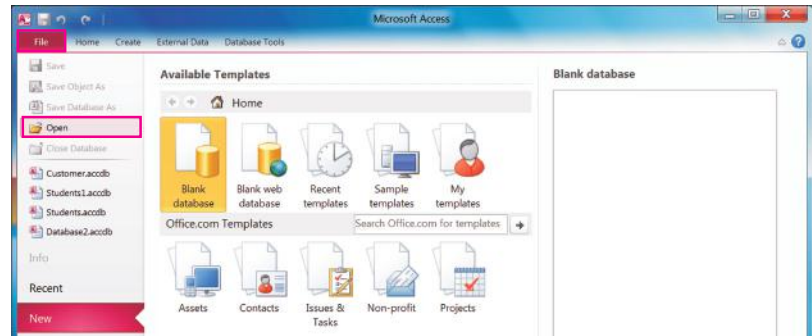 Microsoft Access
File Home Create External Data Database Tools
Save
Save Object As
Save Database As
Open
Close Database
Customer.accdb
Students1.accdb
Students.accdb
Database2.accdb
Info
Recent
New
Available Templates
Home
Blank database
Blank web database
Recent templates
Sample templates
My templates
Office.com Templates
Search Office.com for templates
Assets
Contacts
Issues & Tasks
Non-profit
Projects
Blank database